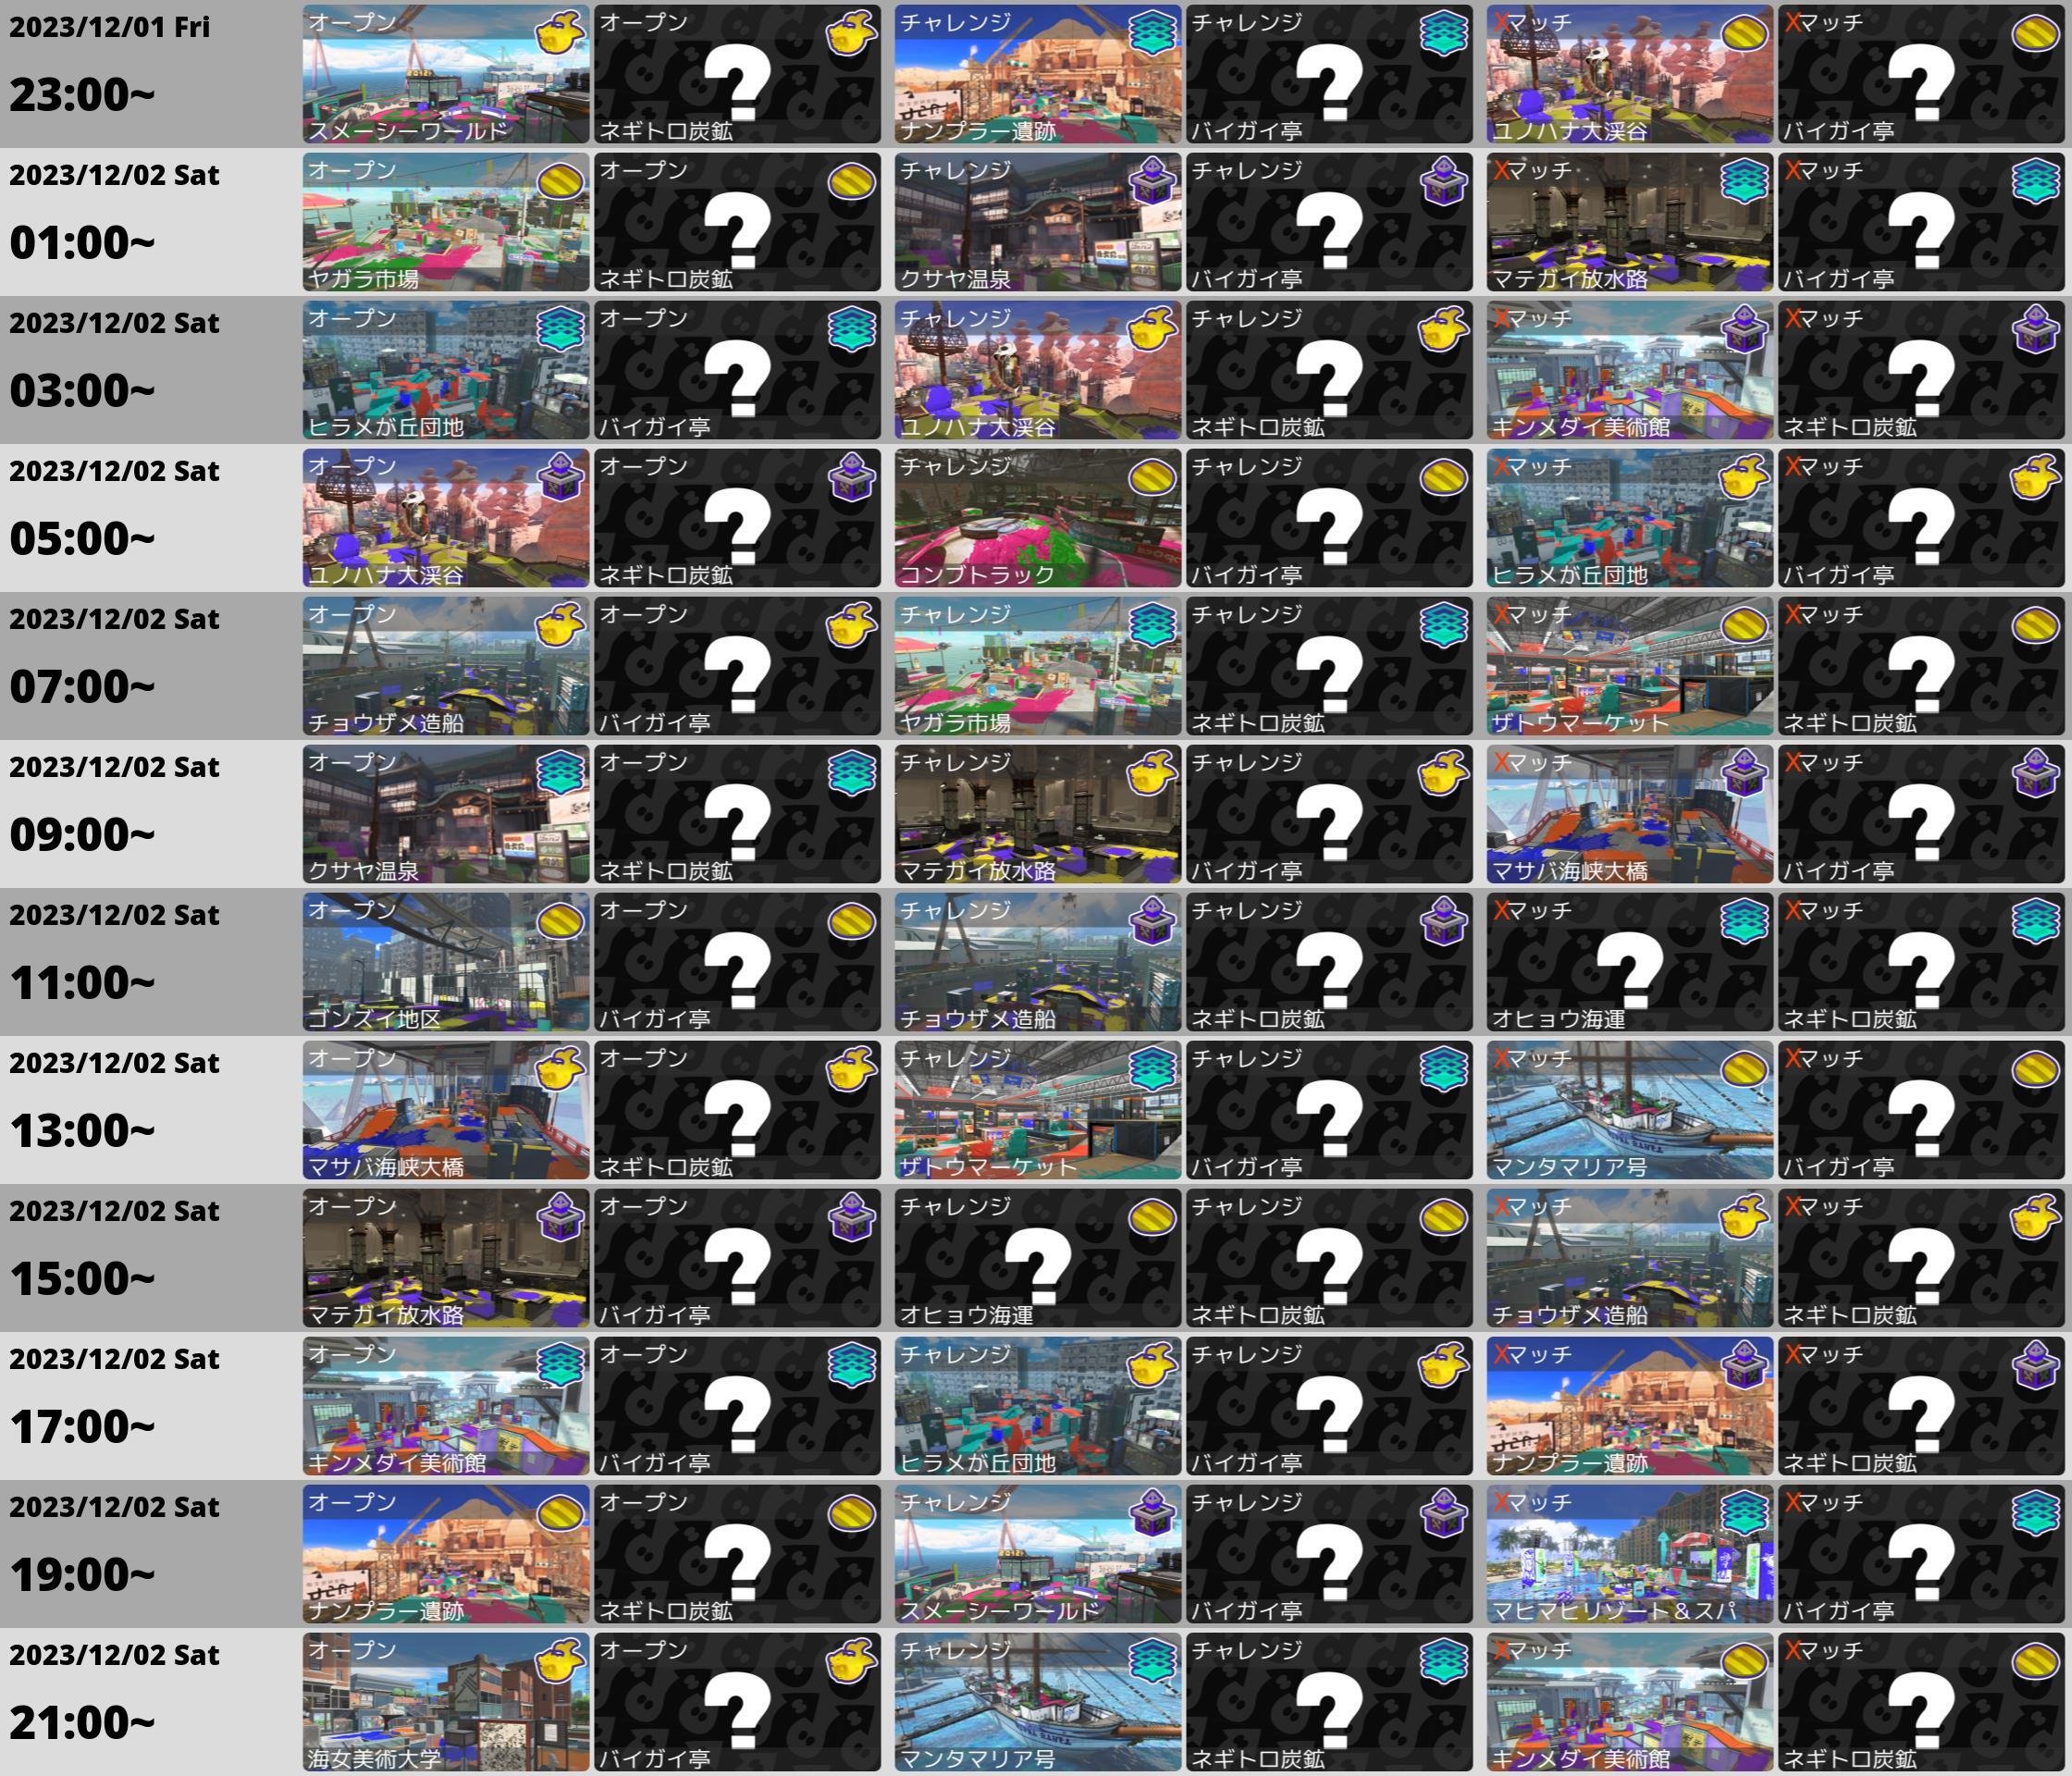 2023/12/01 Fri
23:00~
オープン
スメーシーワールド
オープン
ネギトロ炭鉱
チャレンジ
ナンプラー遺跡
チャレンジ
バイガイ亭
Xマッチ
ユノハナ大渓谷
Xマッチ
バイガイ亭
2023/12/02 Sat
01:00~
オープン
ヤガラ市場
オープン
ネギトロ炭鉱
チャレンジ
クサヤ温泉
チャレンジ
バイガイ亭
Xマッチ
マテガイ放水路
Xマッチ
バイガイ亭
2023/12/02 Sat
03:00~
オープン
ヒラメが丘団地
オープン
バイガイ亭
チャレンジ
ユノハナ大渓谷
チャレンジ
ネギトロ炭鉱
Xマッチ
キンメダイ美術館
Xマッチ
ネギトロ炭鉱
2023/12/02 Sat
05:00~
オープン
ユノハナ大渓谷
オープン
ネギトロ炭鉱
チャレンジ
コンブトラック
チャレンジ
バイガイ亭
Xマッチ
ヒラメが丘団地
Xマッチ
バイガイ亭
2023/12/02 Sat
07:00~
オープン
チョウザメ造船
オープン
バイガイ亭
チャレンジ
ヤガラ市場
チャレンジ
ネギトロ炭鉱
Xマッチ
ザトウマーケット
Xマッチ
ネギトロ炭鉱
2023/12/02 Sat
09:00~
オープン
クサヤ温泉
オープン
ネギトロ炭鉱
チャレンジ
マテガイ放水路
チャレンジ
バイガイ亭
Xマッチ
マサバ海峡大橋
Xマッチ
バイガイ亭
2023/12/02 Sat
11:00~
オープン
ゴンズイ地区
オープン
バイガイ亭
チャレンジ
チョウザメ造船
チャレンジ
ネギトロ炭鉱
Xマッチ
オヒョウ海運
Xマッチ
ネギトロ炭鉱
2023/12/02 Sat
13:00~
オープン
マサバ海峡大橋
オープン
ネギトロ炭鉱
チャレンジ
ザトウマーケット
チャレンジ
バイガイ亭
Xマッチ
マンタマリア号
Xマッチ
バイガイ亭
2023/12/02 Sat
15:00~
オープン
マテガイ放水路
オープン
バイガイ亭
チャレンジ
オヒョウ海運
チャレンジ
ネギトロ炭鉱
Xマッチ
チョウザメ造船
Xマッチ
ネギトロ炭鉱
2023/12/02 Sat
17:00~
オープン
キンメダイ美術館
オープン
バイガイ亭
チャレンジ
ヒラメが丘団地
チャレンジ
バイガイ亭
Xマッチ
ナンプラー遺跡
Xマッチ
ネギトロ炭鉱
2023/12/02 Sat
19:00~
オープン
ナンプラー遺跡
オープン
ネギトロ炭鉱
チャレンジ
スメーシーワールド
チャレンジ
バイガイ亭
Xマッチ
マヒマヒリゾート&スパ
Xマッチ
バイガイ亭
2023/12/02 Sat
21:00~
オープン
海女美術大学
オープン
バイガイ亭
チャレンジ
マンタマリア号
チャレンジ
ネギトロ炭鉱
Xマッチ
キンメダイ美術館
Xマッチ
ネギトロ炭鉱